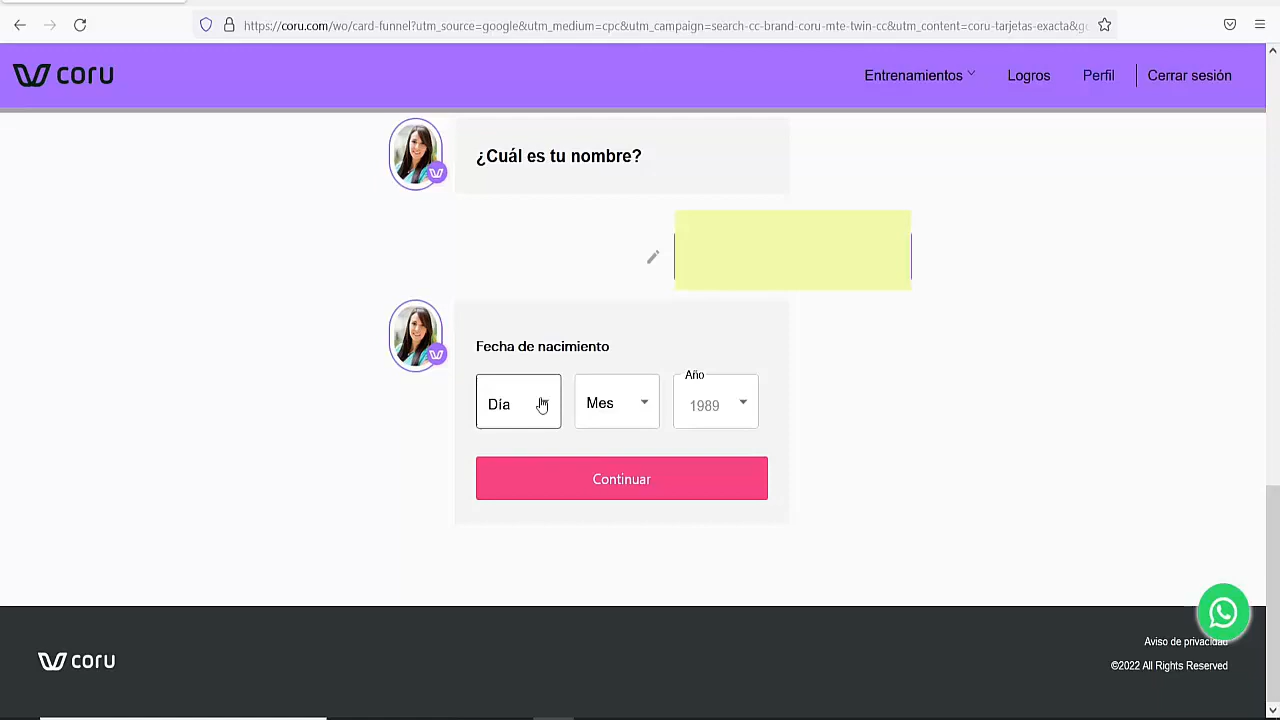 https://coru.com/wo/card-funnel?utm_source=google&utm_medium=cpc&utm_campaign=search-cc-brand-coru-mte-twin-cc&utm_content=coru-tarjetas-exacta&g
coru
Entrenamientos
Logros
Perfil
Cerrar sesión
¿Cuál es tu nombre?
Fecha de nacimiento
Día
Mes
Año
1989
Continuar
coru
Aviso de privacidad
©2022 All Rights Reserved